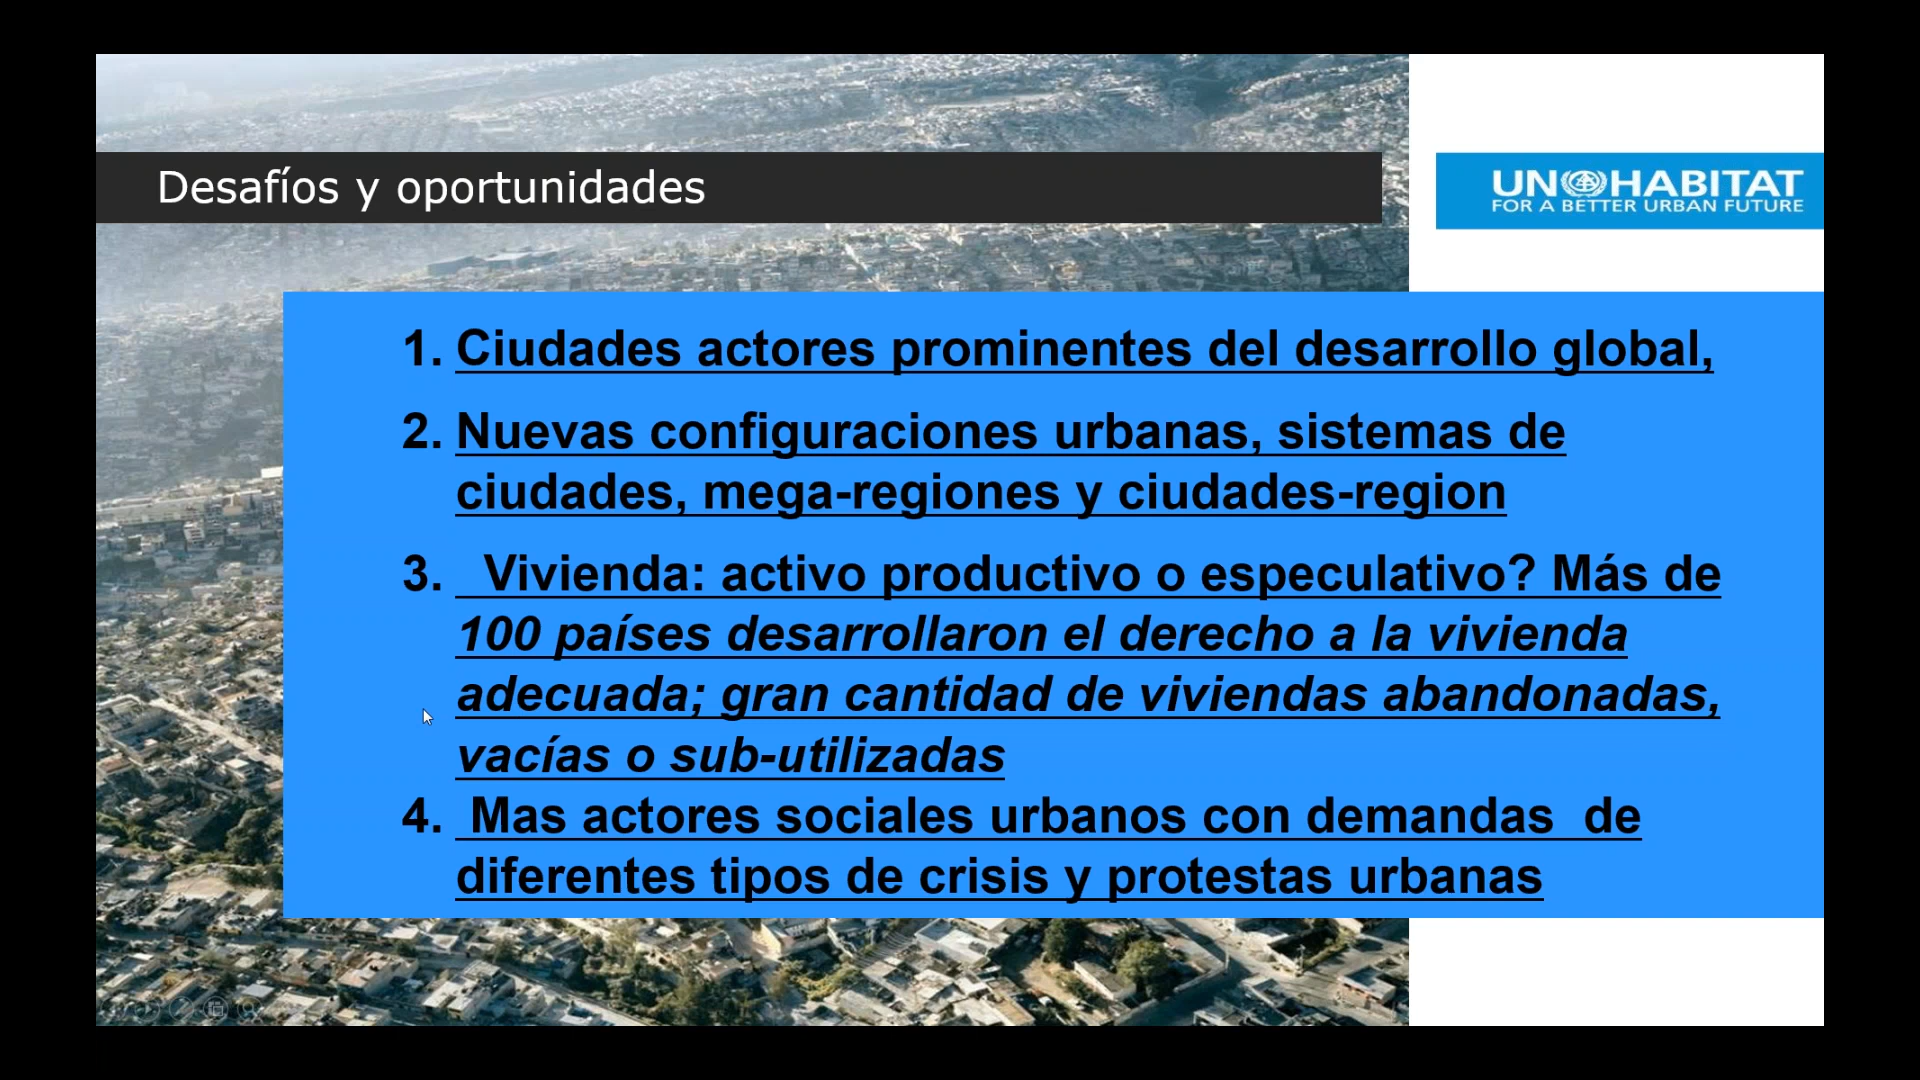 Desafíos y oportunidades
UN HABITAT
FOR A BETTER URBAN FUTURE
1. Ciudades actores prominentes del desarrollo global,
2. Nuevas configuraciones urbanas, sistemas de
ciudades, mega-regiones y ciudades-region
3. Vivienda: activo productivo o especulativo? Más de
100 países desarrollaron el derecho a la vivienda
adecuada; gran cantidad de viviendas abandonadas,
vacías o sub-utilizadas
4. Mas actores sociales urbanos con demandas de
diferentes tipos de crisis y protestas urbanas